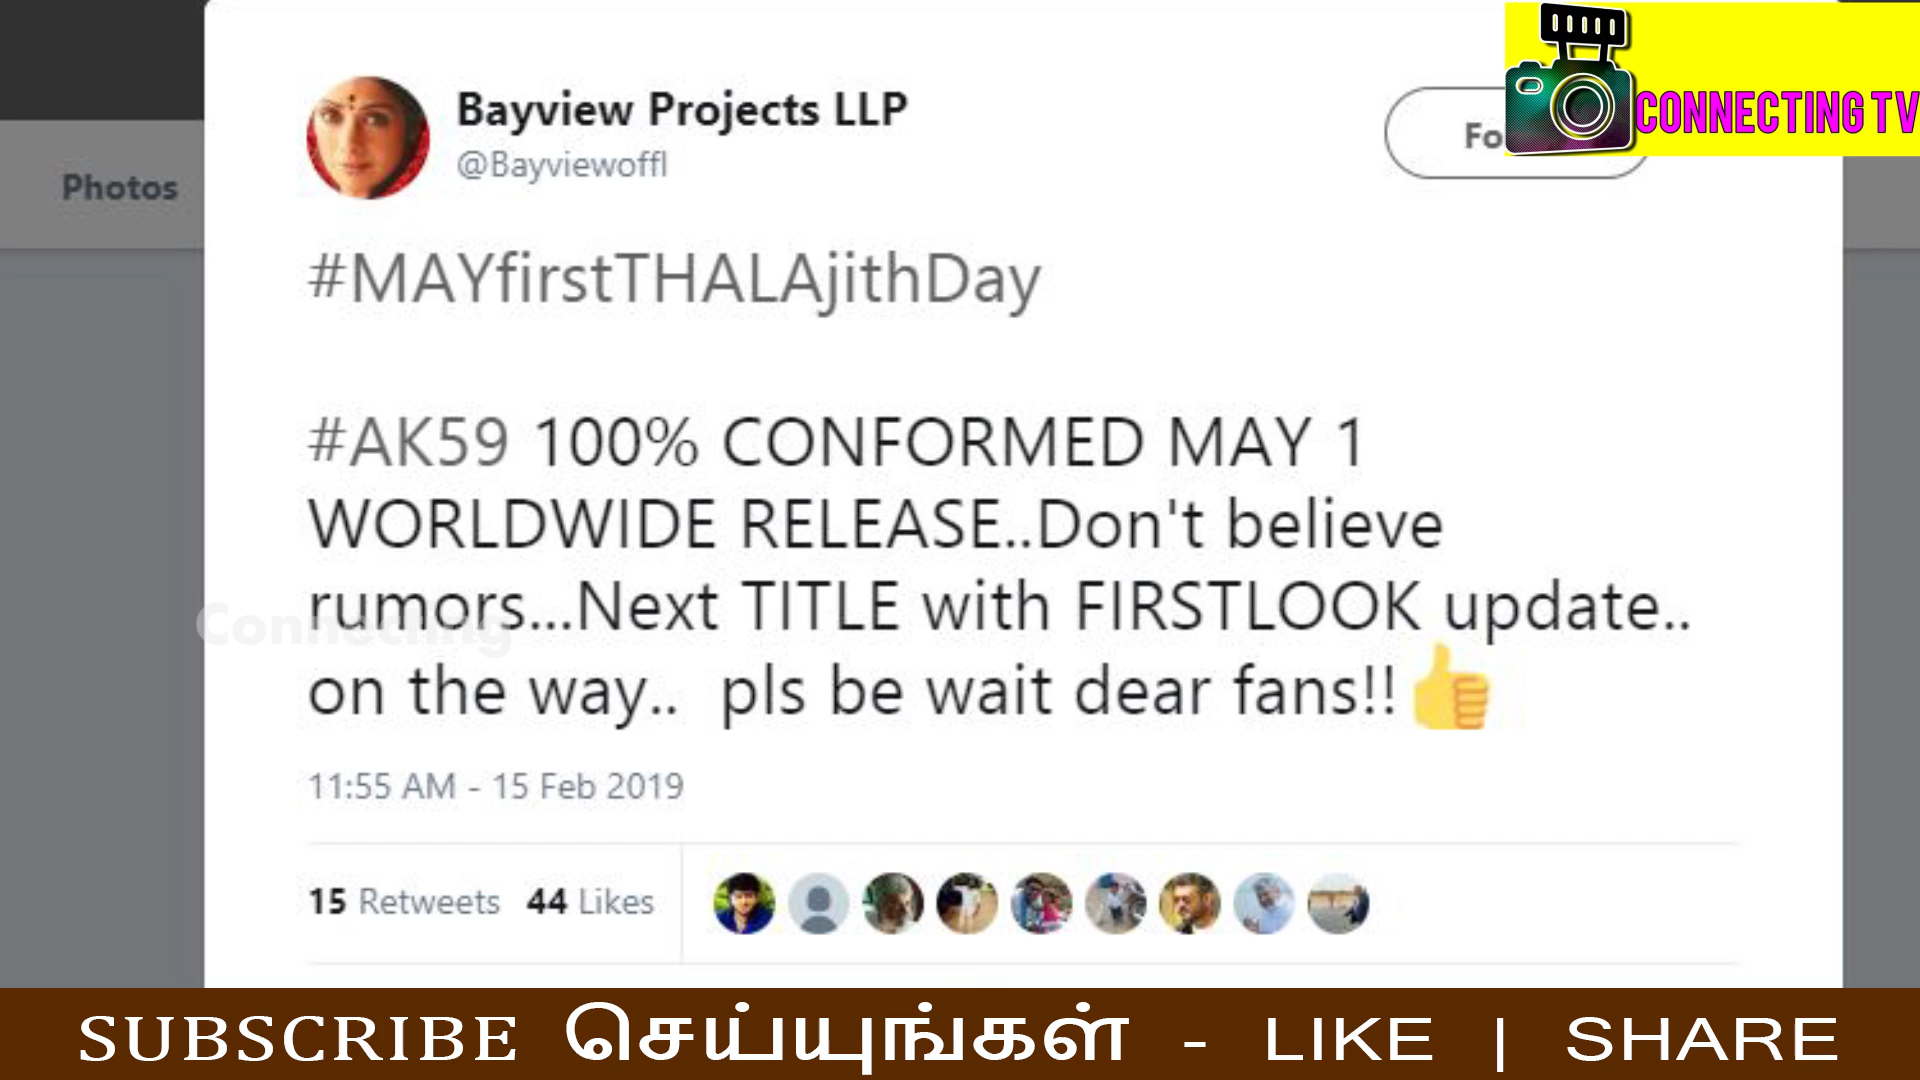 Photos
Bayview Projects LLP
@Bayviewoffl
Fo
CONNECTING TV
#MAYfirstTHALAjithDay
#AK59 100% CONFORMED MAY 1
WORLDWIDE RELEASE..Don't believe
rumors...Next TITLE with FIRSTLOOK update..
on the way.. pls be wait dear fans!!👍
Connecting
11:55 AM - 15 Feb 2019
15 Retweets 44 Likes
SUBSCRIBE செய்யுங்கள் - LIKE | SHARE